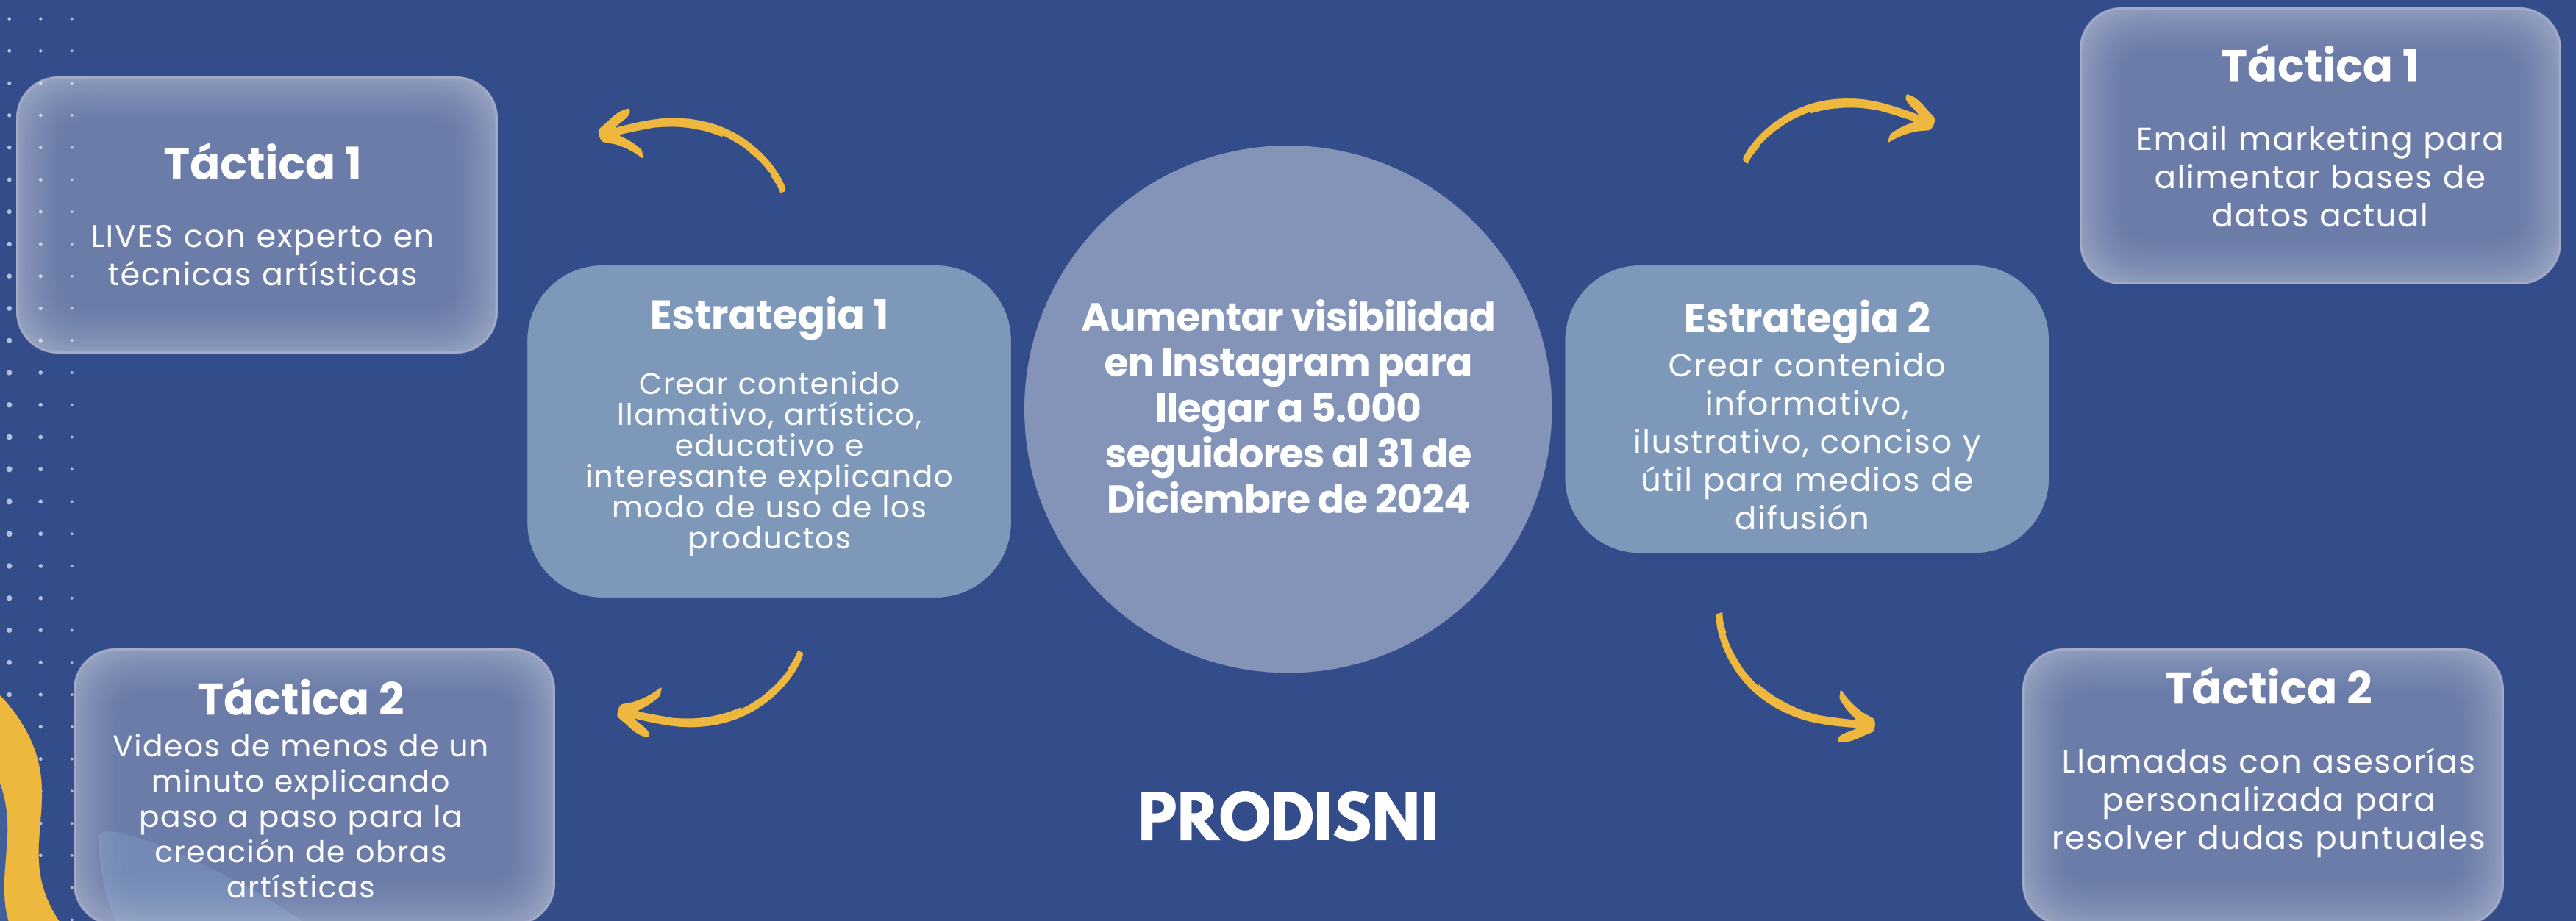 Táctica 1
LIVES con experto en
técnicas artísticas
Táctica 2
Videos de menos de un
minuto explicando
paso a paso para la
creación de obras
artísticas
Estrategia 1
Crear contenido
llamativo, artístico,
educativo e
interesante explicando
modo de uso de los
productos
Aumentar visibilidad
en Instagram para
llegar a 5.000
seguidores al 31 de
Diciembre de 2024
PRODISNI
Estrategia 2
Crear contenido
informativo,
ilustrativo, conciso y
útil para medios de
difusión
Táctica 1
Email marketing para
alimentar bases de
datos actual
Táctica 2
Llamadas con asesorías
personalizada para
resolver dudas puntuales